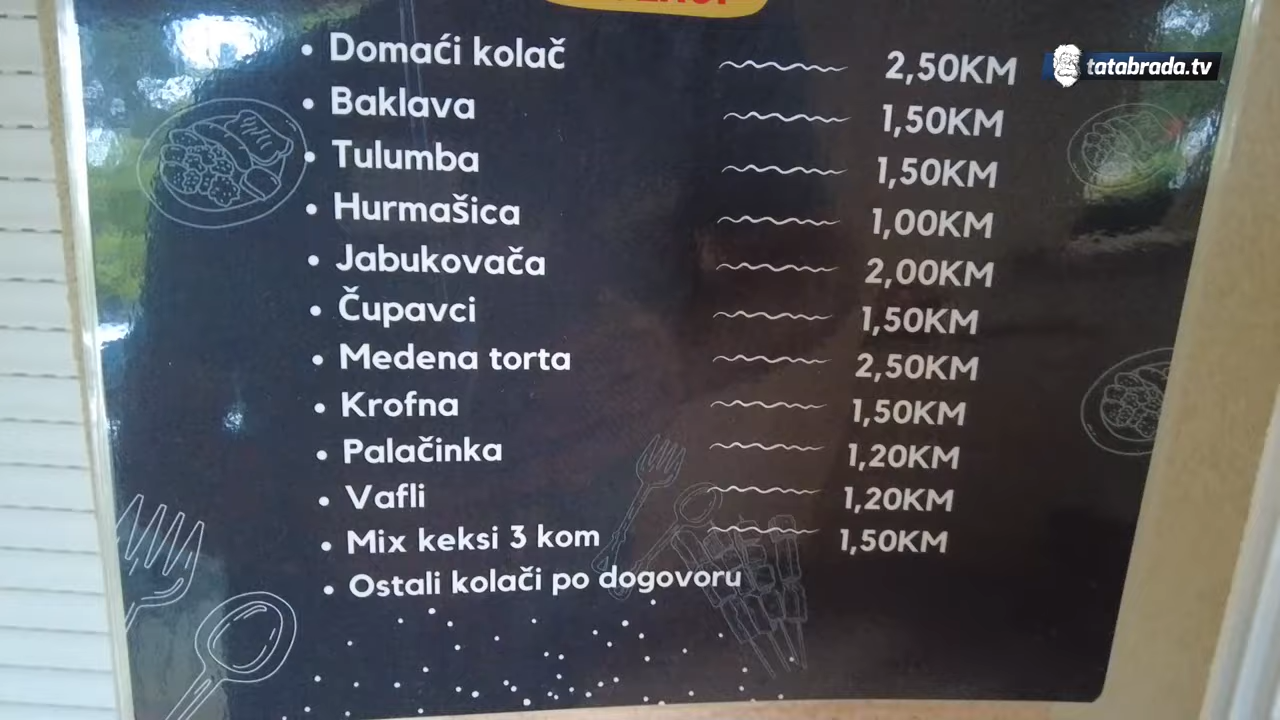 • Domaći kolač 2,50KM
• Baklava 1,50KM
• Tulumba 1,50KM
• Hurmašica 1,00KM
• Jabukovača 2,00KM
• Čupavci 1,50KM
• Medena torta 2,50KM
• Krofna 1,50KM
• Palačinka 1,20KM
• Vafli 1,20KM
• Mix keksi 3 kom 1,50KM
• Ostali kolači po dogovoru
tatabrada.tv